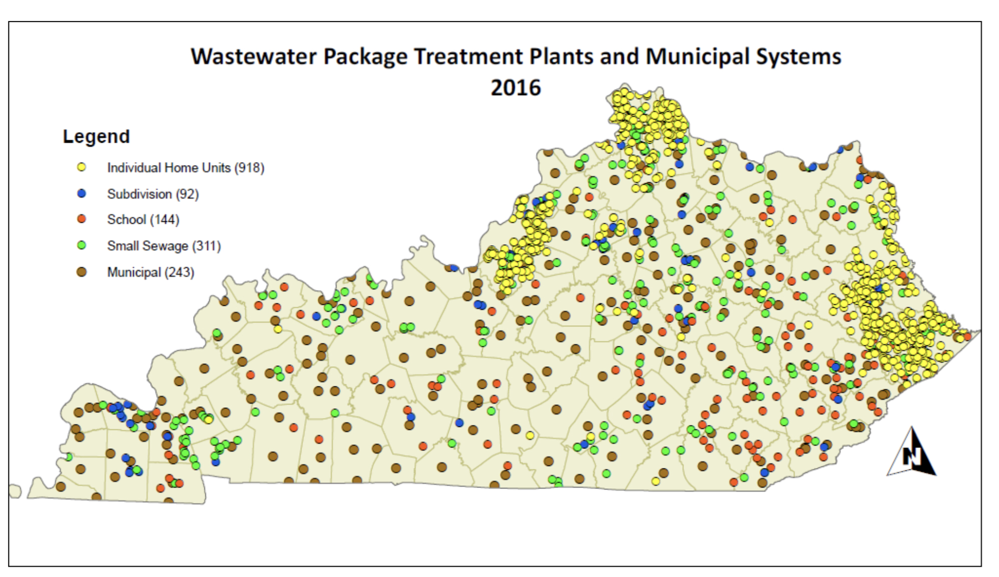 Wastewater Package Treatment Plants and Municipal Systems
2016
Legend
Individual Home Units (918)
Subdivision (92)
School (144)
Small Sewage (311)
Municipal (243)
N